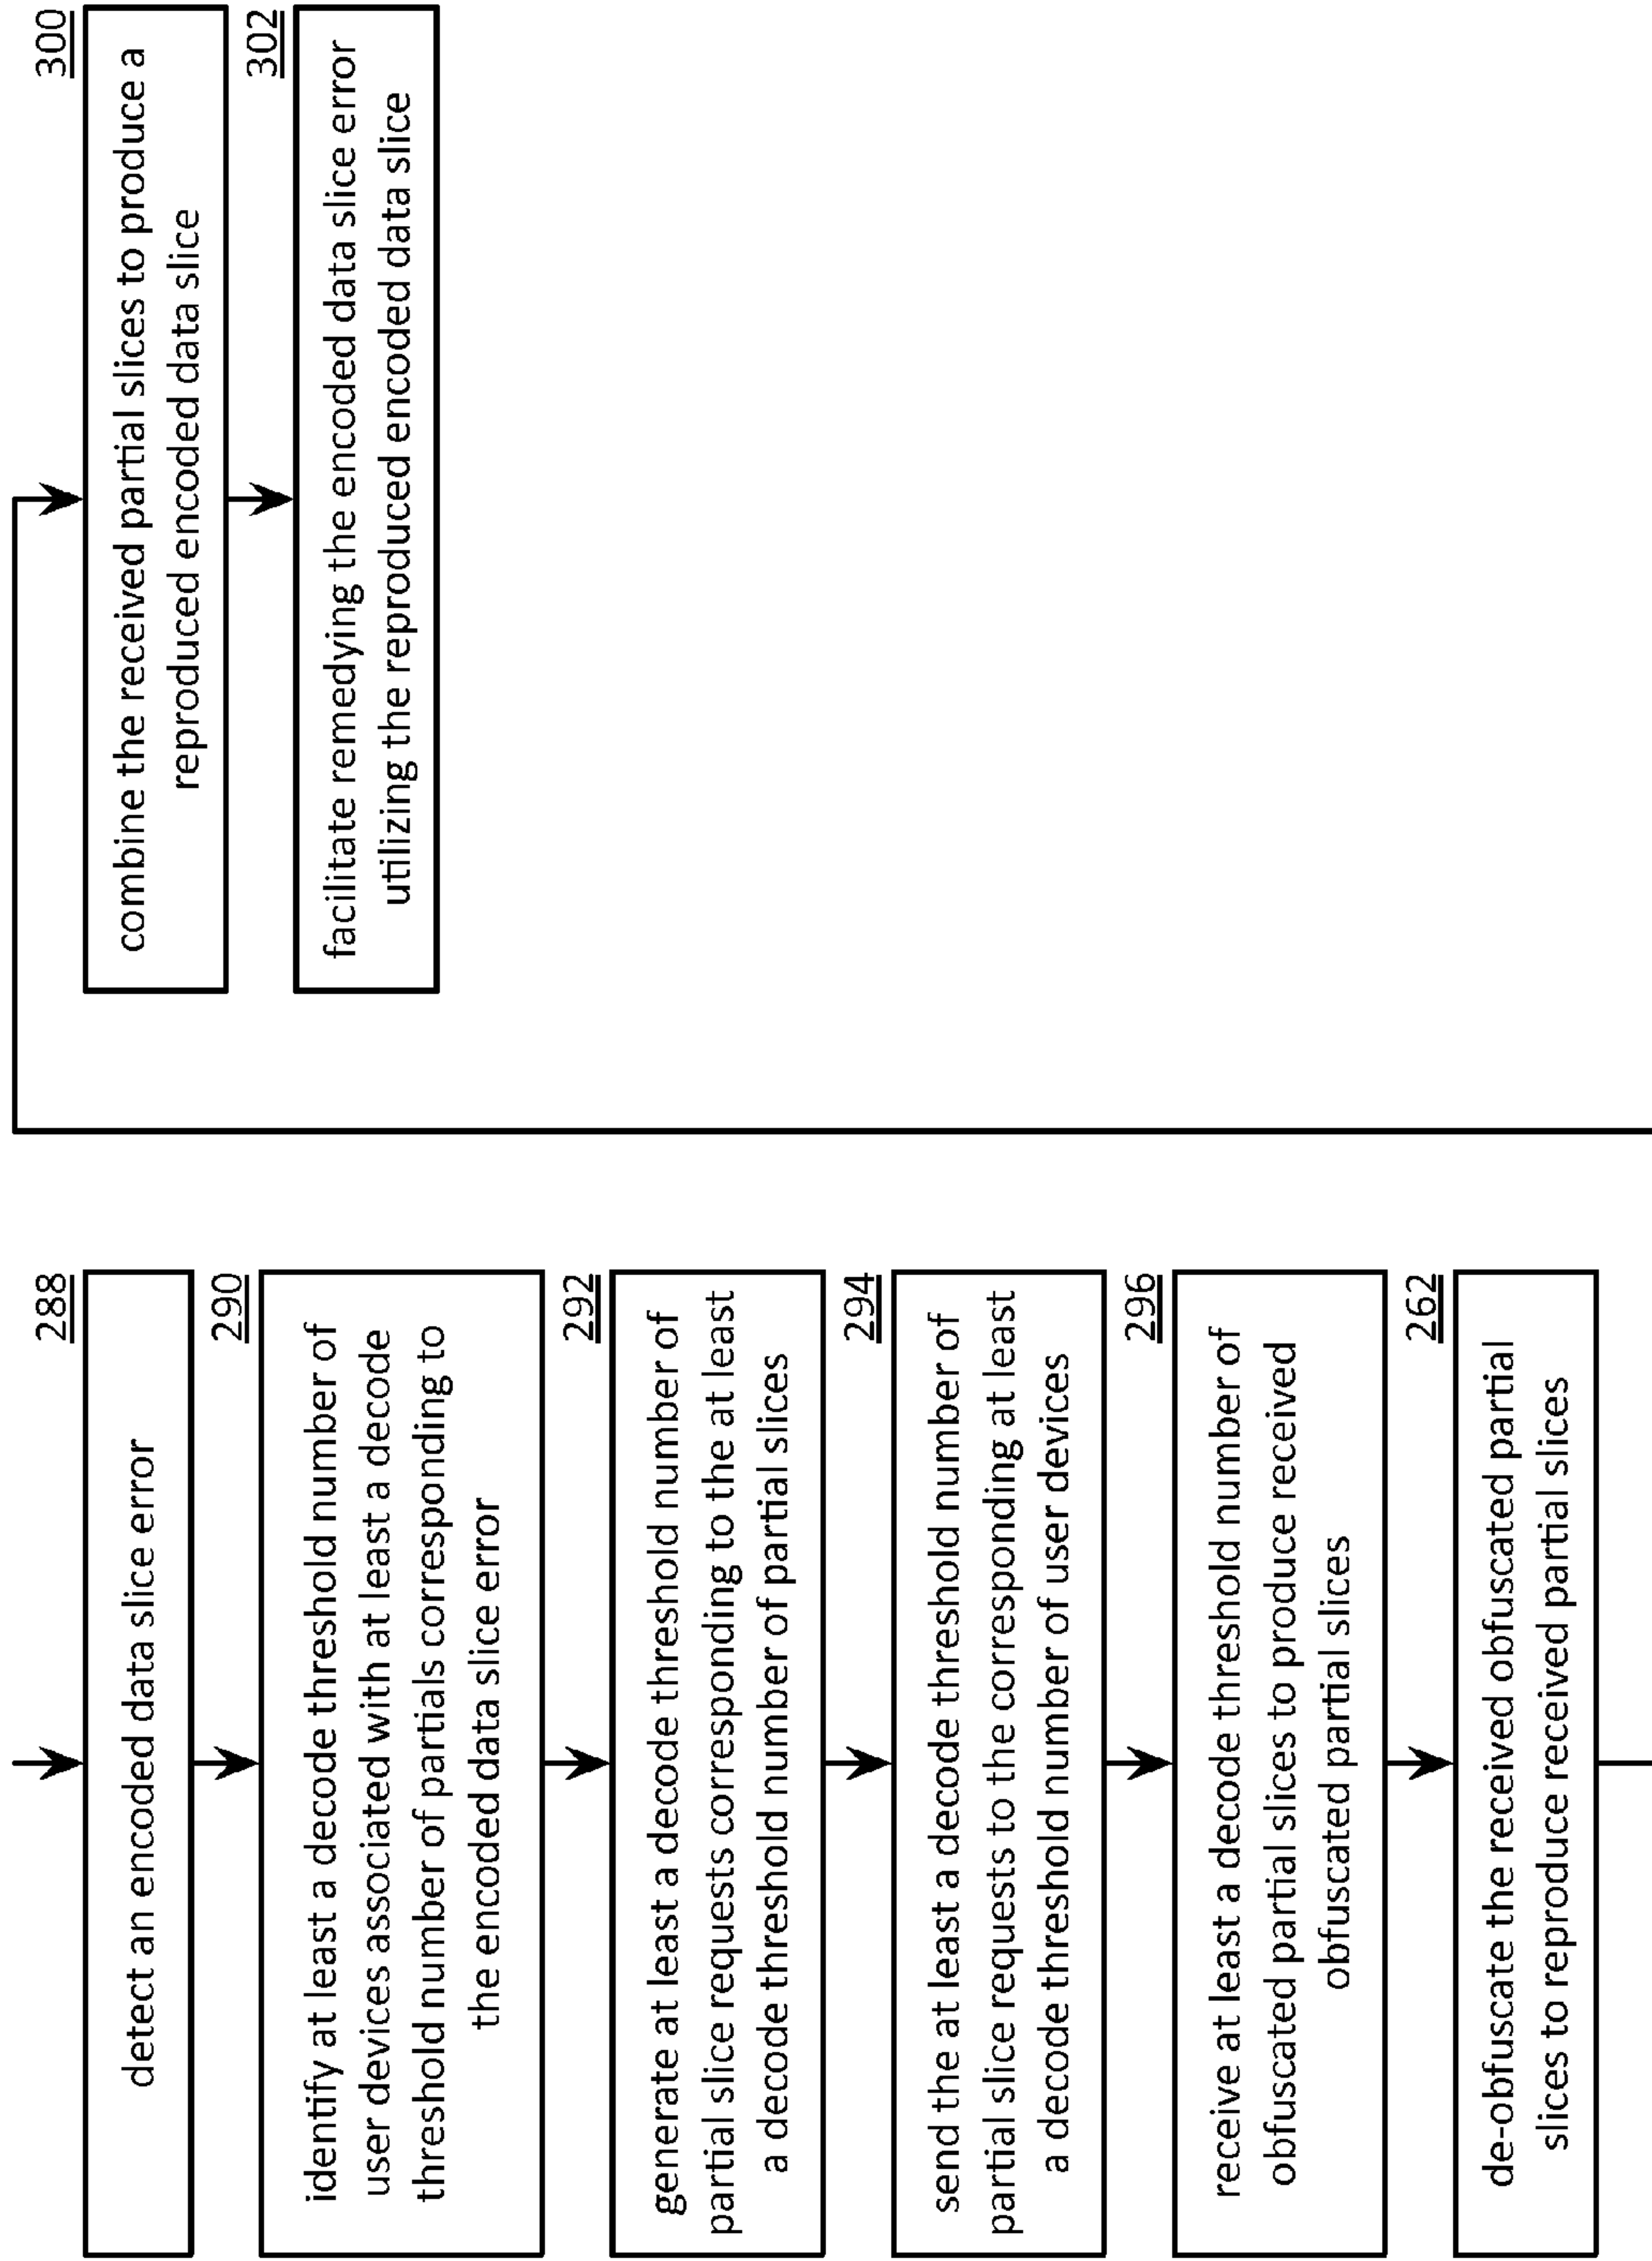 288
detect an encoded data slice error
290
identify at least a decode threshold number of
user devices associated with at least a decode
threshold number of partials corresponding to
the encoded data slice error
292
generate at least a decode threshold number of
partial slice requests corresponding to the at least
a decode threshold number of partial slices
294
send the at least a decode threshold number of
partial slice requests to the corresponding at least
a decode threshold number of user devices
296
receive at least a decode threshold number of
obfuscated partial slices to produce received
obfuscated partial slices
262
de-obfuscate the received obfuscated partial
slices to reproduce received partial slices
300
combine the received partial slices to produce a
reproduced encoded data slice
302
facilitate remedying the encoded data slice error
utilizing the reproduced encoded data slice